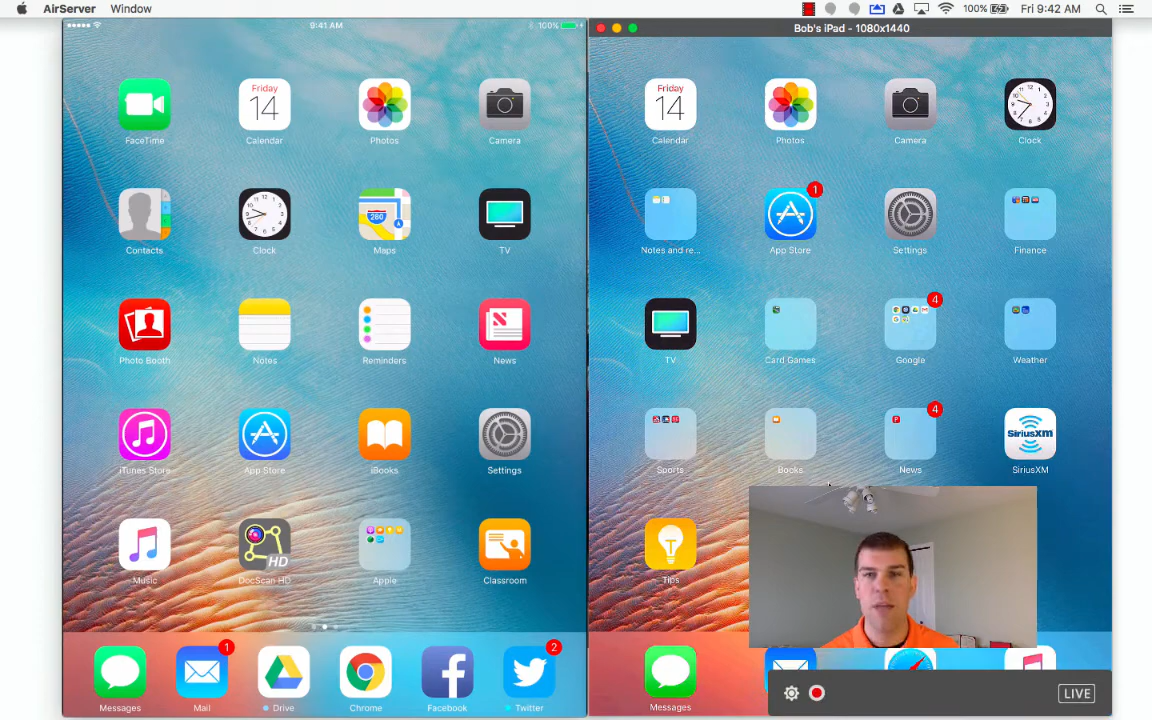 AirServer Window 100% Fri 9:42 AM
9:41 AM 100%
Bob's iPad - 1080x1440
Friday 14
FaceTime Calendar Photos Camera
280
Contacts Clock Maps TV
Photo Booth Notes Reminders News
iTunes Store App Store iBooks Settings
HD
Music DocScan HD Apple Classroom
1 2
Messages Mail Drive Chrome Facebook Twitter
Friday 14
Calendar Photos Camera Clock
1
Notes and re... App Store Settings Finance
4
TV Card Games Google Weather
4
SiriusXM
Sports Books News SiriusXM
Tips
Messages
LIVE